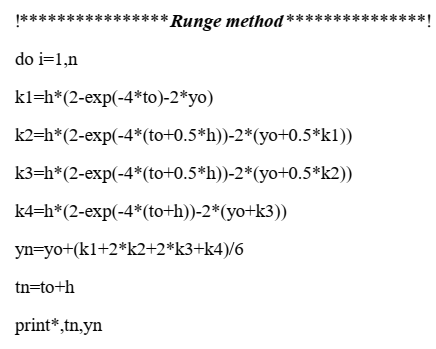 !****************Runge method***************!
do i=1,n
k1=h*(2-exp(-4*to)-2*yo)
k2=h*(2-exp(-4*(to+0.5*h))-2*(yo+0.5*k1))
k3=h*(2-exp(-4*(to+0.5*h))-2*(yo+0.5*k2))
k4=h*(2-exp(-4*(to+h))-2*(yo+k3))
yn=yo+(k1+2*k2+2*k3+k4)/6
tn=to+h
print*,tn,yn